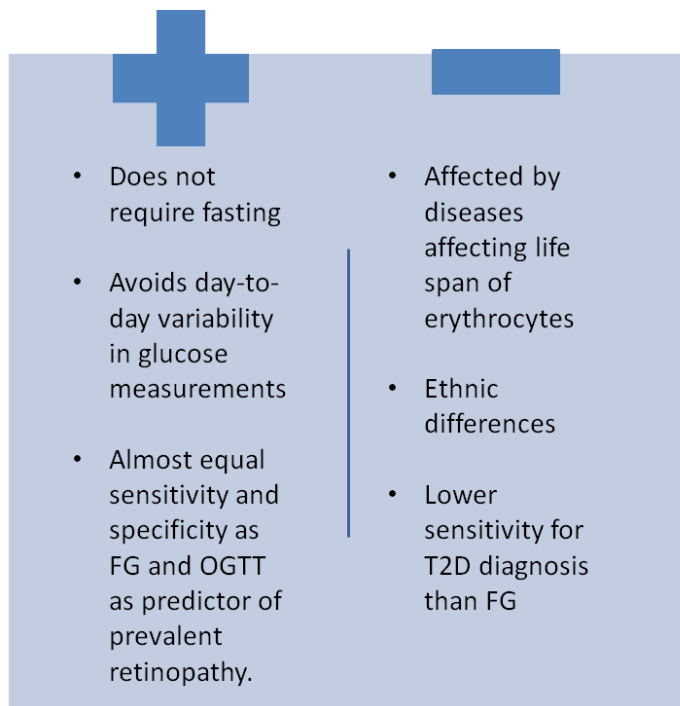 • Does not
require fasting
• Avoids day-to-
day variability
in glucose
measurements
• Almost equal
sensitivity and
specificity as
FG and OGTT
as predictor of
prevalent
retinopathy.
• Affected by
diseases
affecting life
span of
erythrocytes
• Ethnic
differences
• Lower
sensitivity for
T2D diagnosis
than FG